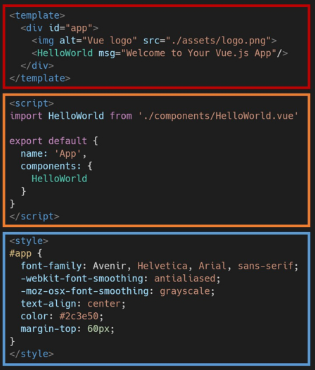 <template>
  <div id="app">
    <img alt="Vue logo" src="./assets/logo.png">
    <HelloWorld msg="Welcome to Your Vue.js App"/>
  </div>
</template>
<script>
import HelloWorld from './components/HelloWorld.vue'
export default {
  name: 'App',
  components: {
    HelloWorld
  }
}
</script>
<style>
#app {
  font-family: Avenir, Helvetica, Arial, sans-serif;
  -webkit-font-smoothing: antialiased;
  -moz-osx-font-smoothing: grayscale;
  text-align: center;
  color: #2c3e50;
  margin-top: 60px;
}
</style>